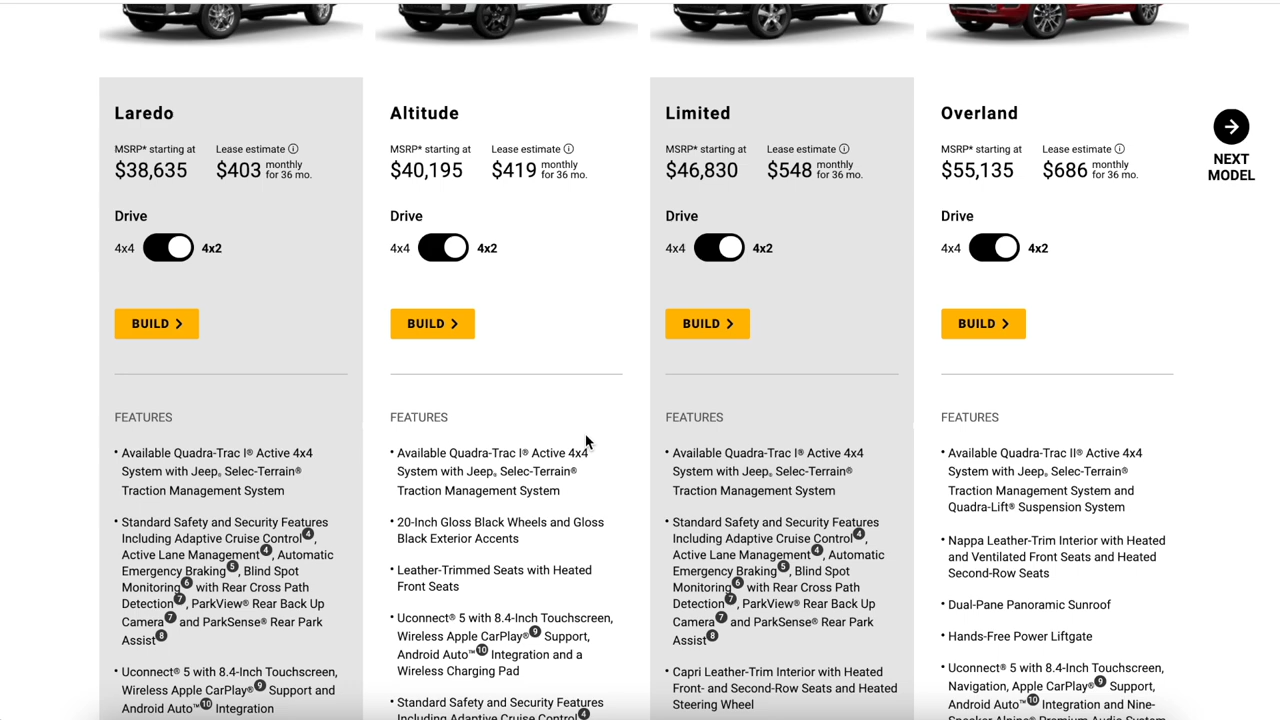 Laredo
MSRP* starting at
$38,635
Lease estimate ⓘ
$403 monthly
for 36 mo.
Drive
4x4 4x2
BUILD >
FEATURES
• Available Quadra-Trac I® Active 4x4
System with Jeep® Selec-Terrain®
Traction Management System
• Standard Safety and Security Features
Including Adaptive Cruise Control4,
Active Lane Management4, Automatic
Emergency Braking5, Blind Spot
Monitoring6 with Rear Cross Path
Detection7, ParkView® Rear Back Up
Camera7 and ParkSense® Rear Park
Assist8
• Uconnect® 5 with 8.4-Inch Touchscreen,
Wireless Apple CarPlay®9 Support and
Android Auto™10 Integration
Altitude
MSRP* starting at
$40,195
Lease estimate ⓘ
$419 monthly
for 36 mo.
Drive
4x4 4x2
BUILD >
FEATURES
• Available Quadra-Trac I® Active 4x4
System with Jeep® Selec-Terrain®
Traction Management System
• 20-Inch Gloss Black Wheels and Gloss
Black Exterior Accents
• Leather-Trimmed Seats with Heated
Front Seats
• Uconnect® 5 with 8.4-Inch Touchscreen,
Wireless Apple CarPlay®9 Support,
Android Auto™10 Integration and a
Wireless Charging Pad
• Standard Safety and Security Features
Including Adaptive Cruise Control4
Limited
MSRP* starting at
$46,830
Lease estimate ⓘ
$548 monthly
for 36 mo.
Drive
4x4 4x2
BUILD >
FEATURES
• Available Quadra-Trac I® Active 4x4
System with Jeep® Selec-Terrain®
Traction Management System
• Standard Safety and Security Features
Including Adaptive Cruise Control4,
Active Lane Management4, Automatic
Emergency Braking5, Blind Spot
Monitoring6 with Rear Cross Path
Detection7, ParkView® Rear Back Up
Camera7 and ParkSense® Rear Park
Assist8
• Capri Leather-Trim Interior with Heated
Front- and Second-Row Seats and Heated
Steering Wheel
Overland
MSRP* starting at
$55,135
Lease estimate ⓘ
$686 monthly
for 36 mo.
Drive
4x4 4x2
BUILD >
FEATURES
• Available Quadra-Trac II® Active 4x4
System with Jeep® Selec-Terrain®
Traction Management System and
Quadra-Lift® Suspension System
• Nappa Leather-Trim Interior with Heated
and Ventilated Front Seats and Heated
Second-Row Seats
• Dual-Pane Panoramic Sunroof
• Hands-Free Power Liftgate
• Uconnect® 5 with 8.4-Inch Touchscreen,
Navigation, Apple CarPlay®9 Support,
Android Auto™10 Integration and Nine-
Speaker Alpine® Premium Audio System
NEXT
MODEL